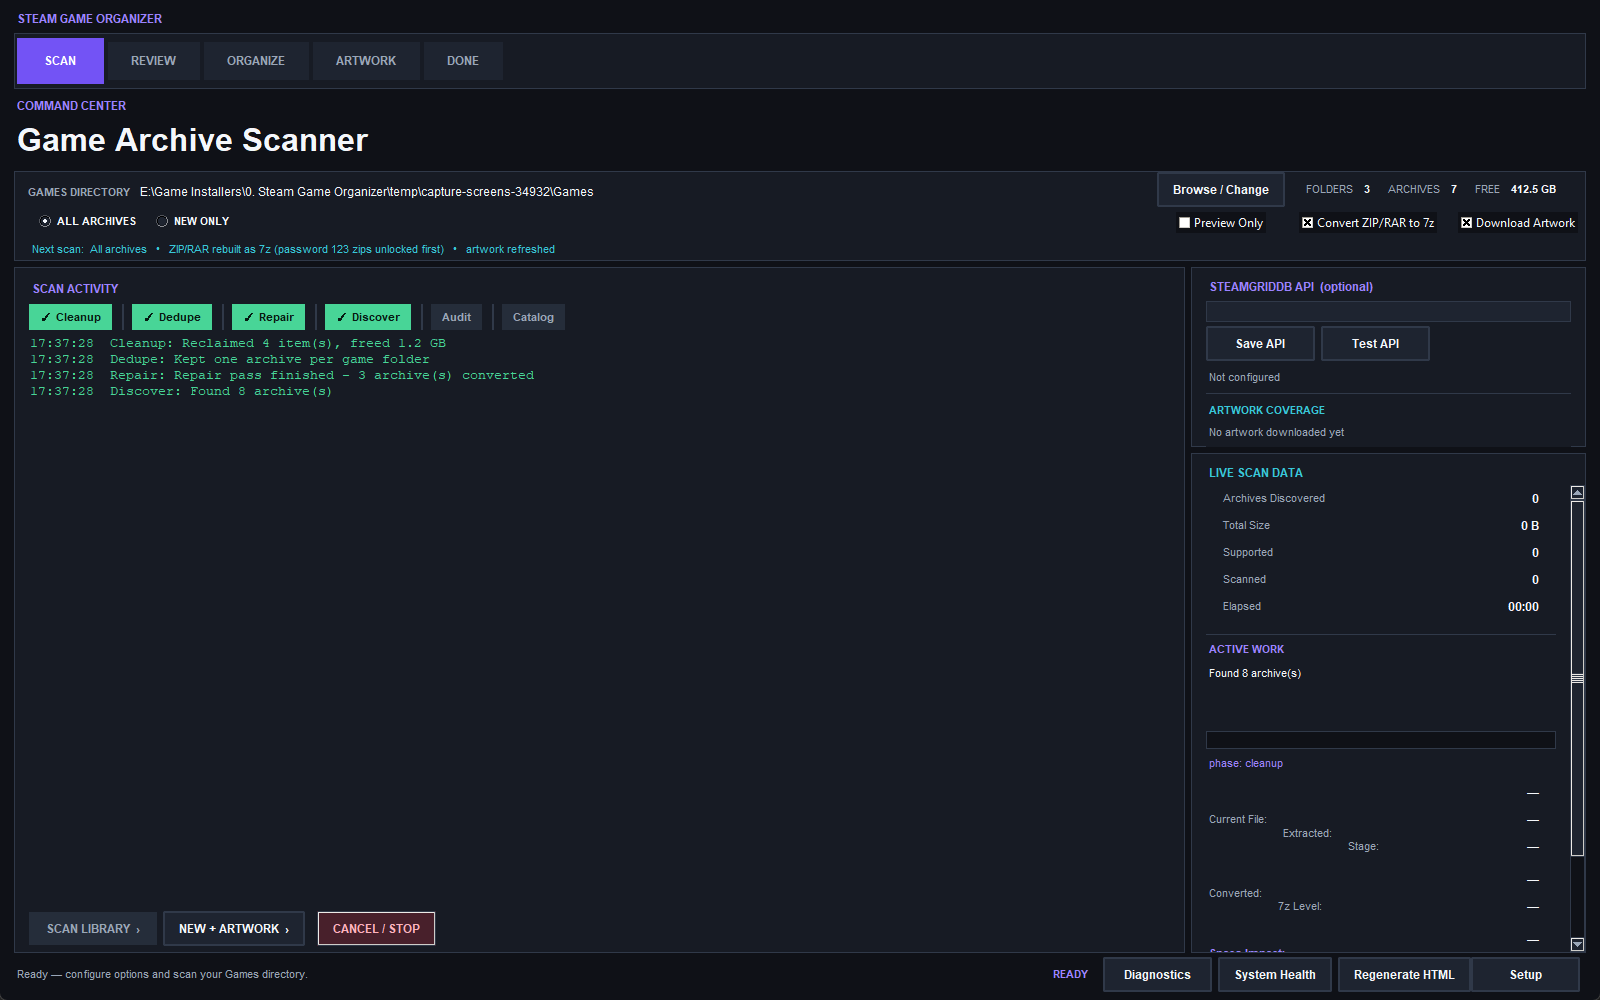 STEAM GAME ORGANIZER
SCAN REVIEW ORGANIZE ARTWORK DONE
COMMAND CENTER
Game Archive Scanner
GAMES DIRECTORY E:\Game Installers\0. Steam Game Organizer\temp\capture-screens-34932\Games
Browse / Change FOLDERS 3 ARCHIVES 7 FREE 412.5 GB
ALL ARCHIVES NEW ONLY
Preview Only Convert ZIP/RAR to 7z Download Artwork
Next scan: All archives • ZIP/RAR rebuilt as 7z (password 123 zips unlocked first) • artwork refreshed
SCAN ACTIVITY
✓ Cleanup ✓ Dedupe ✓ Repair ✓ Discover Audit Catalog
17:37:28 Cleanup: Reclaimed 4 item(s), freed 1.2 GB
17:37:28 Dedupe: Kept one archive per game folder
17:37:28 Repair: Repair pass finished - 3 archive(s) converted
17:37:28 Discover: Found 8 archive(s)
SCAN LIBRARY › NEW + ARTWORK › CANCEL / STOP
STEAMGRIDDB API (optional)
Save API Test API
Not configured
ARTWORK COVERAGE
No artwork downloaded yet
LIVE SCAN DATA
Archives Discovered 0
Total Size 0 B
Supported 0
Scanned 0
Elapsed 00:00
ACTIVE WORK
Found 8 archive(s)
phase: cleanup
—
Current File: —
Extracted:
Stage: —
—
Converted:
7z Level: —
—
Space Impact:
Ready — configure options and scan your Games directory.
READY Diagnostics System Health Regenerate HTML Setup